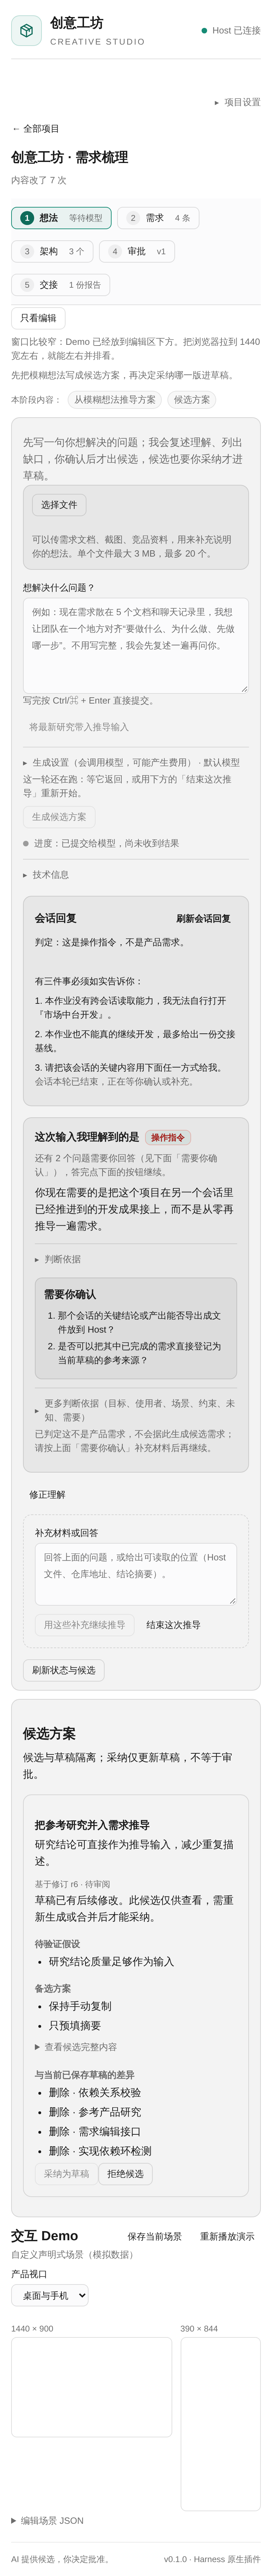 创意工坊
CREATIVE STUDIO
Host 已连接
▸ 项目设置
← 全部项目
创意工坊 · 需求梳理
内容改了 7 次
1 想法 等待模型
2 需求 4 条
3 架构 3 个
4 审批 v1
5 交接 1 份报告
只看编辑
窗口比较窄：Demo 已经放到编辑区下方。把浏览器拉到 1440
宽左右，就能左右并排看。
先把模糊想法写成候选方案，再决定采纳哪一版进草稿。
本阶段内容： 从模糊想法推导方案 候选方案
先写一句你想解决的问题；我会复述理解、列出
缺口，你确认后才出候选，候选也要你采纳才进
草稿。
选择文件
可以传需求文档、截图、竞品资料，用来补充说明
你的想法。单个文件最大 3 MB，最多 20 个。
想解决什么问题？
例如：现在需求散在 5 个文档和聊天记录里，我想
让团队在一个地方对齐“要做什么、为什么做、先做
哪一步”。不用写完整，我会先复述一遍再问你。
写完按 Ctrl/⌘ + Enter 直接提交。
将最新研究带入推导输入
▸ 生成设置（会调用模型，可能产生费用） · 默认模型
这一轮还在跑：等它返回，或用下方的「结束这次推
导」重新开始。
生成候选方案
进度：已提交给模型，尚未收到结果
▸ 技术信息
会话回复
刷新会话回复
判定：这是操作指令，不是产品需求。
有三件事必须如实告诉你：
1. 本作业没有跨会话读取能力，我无法自行打开
『市场中台开发』。
2. 本作业也不能真的继续开发，最多给出一份交接
基线。
3. 请把该会话的关键内容用下面任一方式给我。
会话本轮已结束，正在等你确认或补充。
这次输入我理解到的是 操作指令
还有 2 个问题需要你回答（见下面「需要你确
认」），答完点下面的按钮继续。
你现在需要的是把这个项目在另一个会话里
已经推进到的开发成果接上，而不是从零再
推导一遍需求。
▸ 判断依据
需要你确认
1. 那个会话的关键结论或产出能否导出成文
件放到 Host？
2. 是否可以把其中已完成的需求直接登记为
当前草稿的参考来源？
▸ 更多判断依据（目标、使用者、场景、约束、未
知、需要）
已判定这不是产品需求，不会据此生成候选需求；
请按上面「需要你确认」补充材料后再继续。
修正理解
补充材料或回答
回答上面的问题，或给出可读取的位置（Host
文件、仓库地址、结论摘要）。
用这些补充继续推导 结束这次推导
刷新状态与候选
候选方案
候选与草稿隔离；采纳仅更新草稿，不等于审
批。
把参考研究并入需求推导
研究结论可直接作为推导输入，减少重复描
述。
基于修订 r6 · 待审阅
草稿已有后续修改。此候选仅供查看，需重
新生成或合并后才能采纳。
待验证假设
• 研究结论质量足够作为输入
备选方案
• 保持手动复制
• 只预填摘要
▸ 查看候选完整内容
与当前已保存草稿的差异
• 删除 · 依赖关系校验
• 删除 · 参考产品研究
• 删除 · 需求编辑接口
• 删除 · 实现依赖环检测
采纳为草稿 拒绝候选
交互 Demo
保存当前场景 重新播放演示
自定义声明式场景（模拟数据）
产品视口
桌面与手机
1440 × 900
390 × 844
▸ 编辑场景 JSON
AI 提供候选，你决定批准。
v0.1.0 · Harness 原生插件